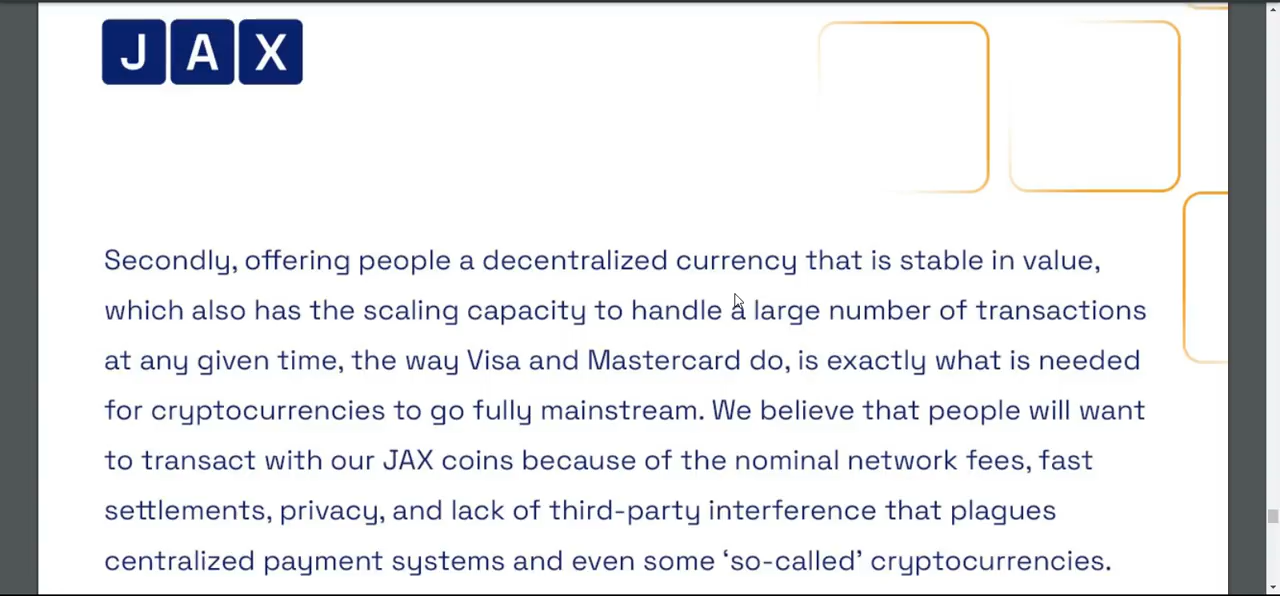 JAX
Secondly, offering people a decentralized currency that is stable in value,
which also has the scaling capacity to handle a large number of transactions
at any given time, the way Visa and Mastercard do, is exactly what is needed
for cryptocurrencies to go fully mainstream. We believe that people will want
to transact with our JAX coins because of the nominal network fees, fast
settlements, privacy, and lack of third-party interference that plagues
centralized payment systems and even some ‘so-called’ cryptocurrencies.